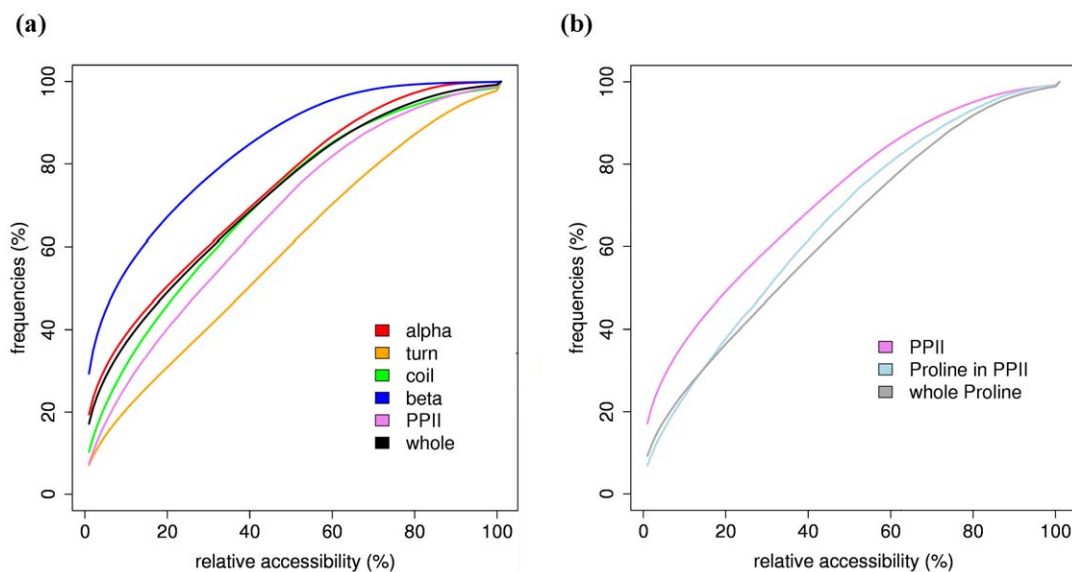 (a)
frequencies (%)
100
80
60
40
20
0
alpha
turn
coil
beta
PPII
whole
0 20 40 60 80 100
relative accessibility (%)
(b)
frequencies (%)
100
80
60
40
20
0
PPII
Proline in PPII
whole Proline
0 20 40 60 80 100
relative accessibility (%)